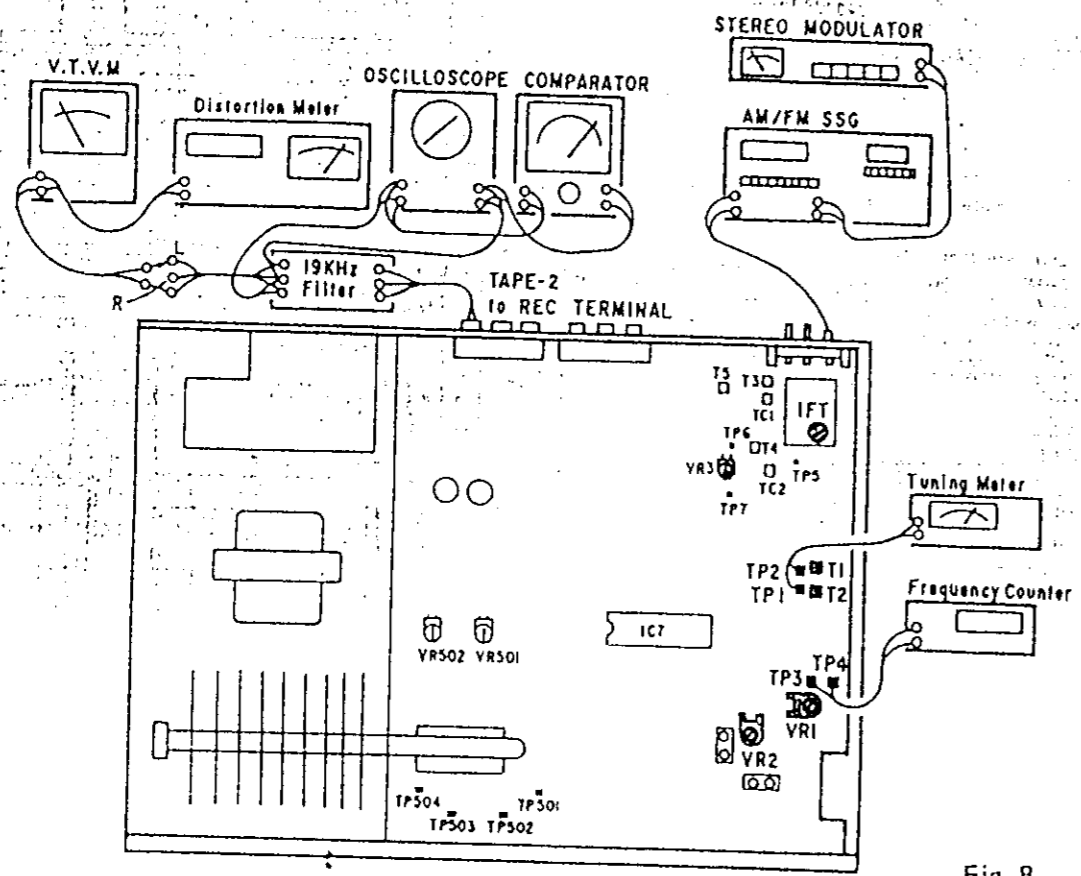 STEREO MODULATOR
V.T.V.M
OSCILLOSCOPE COMPARATOR
Distortion Meter
AM/FM SSG
L
R
19KHz
Filter
TAPE-2
to REC TERMINAL
T5
T3
TC1
IFT
TP6
T4
VR3
TC2
TP5
TP7
Tuning Meter
TP2
T1
TP1
T2
Frequency Counter
IC7
VR502
VR501
TP3
TP4
VR1
VR2
TP504
TP501
TP503
TP502
Fig. 8